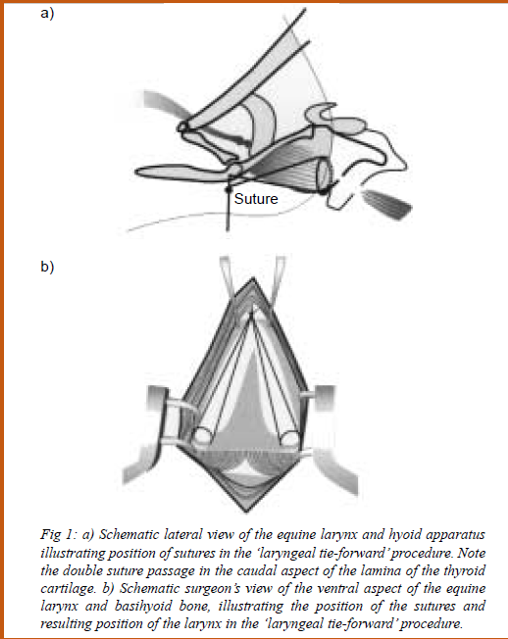 a)
Suture
b)
Fig 1: a) Schematic lateral view of the equine larynx and hyoid apparatus
illustrating position of sutures in the ‘laryngeal tie-forward’ procedure. Note
the double suture passage in the caudal aspect of the lamina of the thyroid
cartilage. b) Schematic surgeon’s view of the ventral aspect of the equine
larynx and basihyoid bone, illustrating the position of the sutures and
resulting position of the larynx in the ‘laryngeal tie-forward’ procedure.